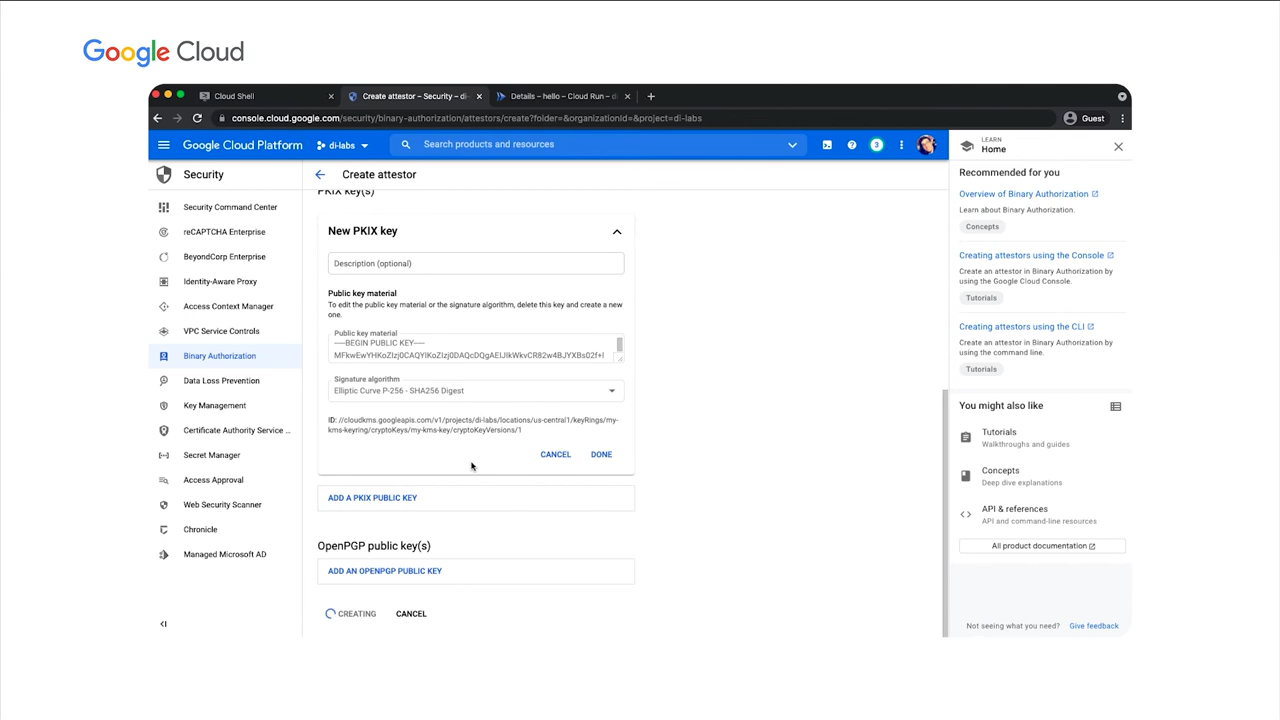 Google Cloud
Cloud Shell
Create attestor – Security – di-
Details – hello – Cloud Run – d
console.cloud.google.com/security/binary-authorization/attestors/create?folder=&organizationId=&project=di-labs
Guest
Google Cloud Platform
di-labs
Search products and resources
3
LEARN
Home
Security
Security Command Center
reCAPTCHA Enterprise
BeyondCorp Enterprise
Identity-Aware Proxy
Access Context Manager
VPC Service Controls
Binary Authorization
Data Loss Prevention
Key Management
Certificate Authority Service ...
Secret Manager
Access Approval
Web Security Scanner
Chronicle
Managed Microsoft AD
Create attestor
PKIX key(s)
New PKIX key
Description (optional)
Public key material
To edit the public key material or the signature algorithm, delete this key and create a new
one.
Public key material
-----BEGIN PUBLIC KEY-----
Signature algorithm
Elliptic Curve P-256 - SHA256 Digest
ID: //cloudkms.googleapis.com/v1/projects/di-labs/locations/us-central1/keyRings/my-
kms-keyring/cryptoKeys/my-kms-key/cryptoKeyVersions/1
CANCEL
DONE
ADD A PKIX PUBLIC KEY
OpenPGP public key(s)
ADD AN OPENPGP PUBLIC KEY
CREATING
CANCEL
Recommended for you
Overview of Binary Authorization
Learn about Binary Authorization.
Concepts
Creating attestors using the Console
Create an attestor in Binary Authorization by
using the Google Cloud Console.
Tutorials
Creating attestors using the CLI
Create an attestor in Binary Authorization by
using the command line.
Tutorials
You might also like
Tutorials
Walkthroughs and guides
Concepts
Deep dive explanations
API & references
API and command-line resources
All product documentation
Not seeing what you need?
Give feedback